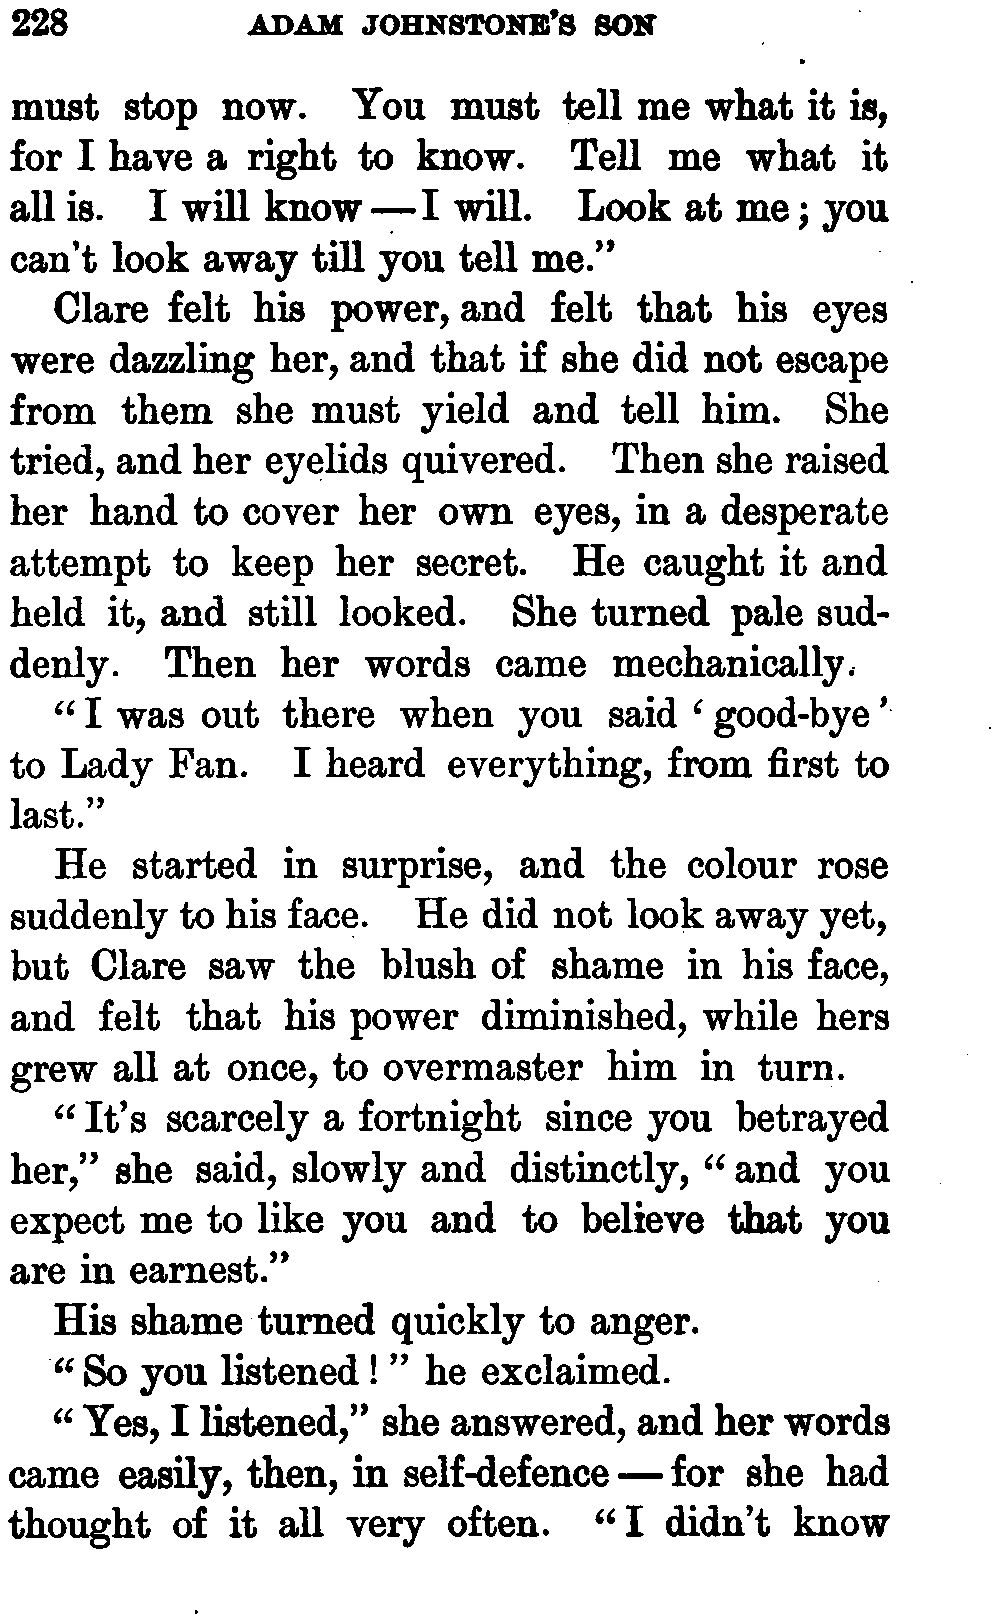 228 ADAM JOHNSTONE'S SON
must stop now. You must tell me what it is,
for I have a right to know. Tell me what it
all is. I will know — I will. Look at me; you
can't look away till you tell me."
Clare felt his power, and felt that his eyes
were dazzling her, and that if she did not escape
from them she must yield and tell him. She
tried, and her eyelids quivered. Then she raised
her hand to cover her own eyes, in a desperate
attempt to keep her secret. He caught it and
held it, and still looked. She turned pale sud-
denly. Then her words came mechanically.
"I was out there when you said 'good-bye'
to Lady Fan. I heard everything, from first to
last."
He started in surprise, and the colour rose
suddenly to his face. He did not look away yet,
but Clare saw the blush of shame in his face,
and felt that his power diminished, while hers
grew all at once, to overmaster him in turn.
"It's scarcely a fortnight since you betrayed
her," she said, slowly and distinctly, "and you
expect me to like you and to believe that you
are in earnest."
His shame turned quickly to anger.
"So you listened!" he exclaimed.
"Yes, I listened," she answered, and her words
came easily, then, in self-defence — for she had
thought of it all very often. "I didn't know